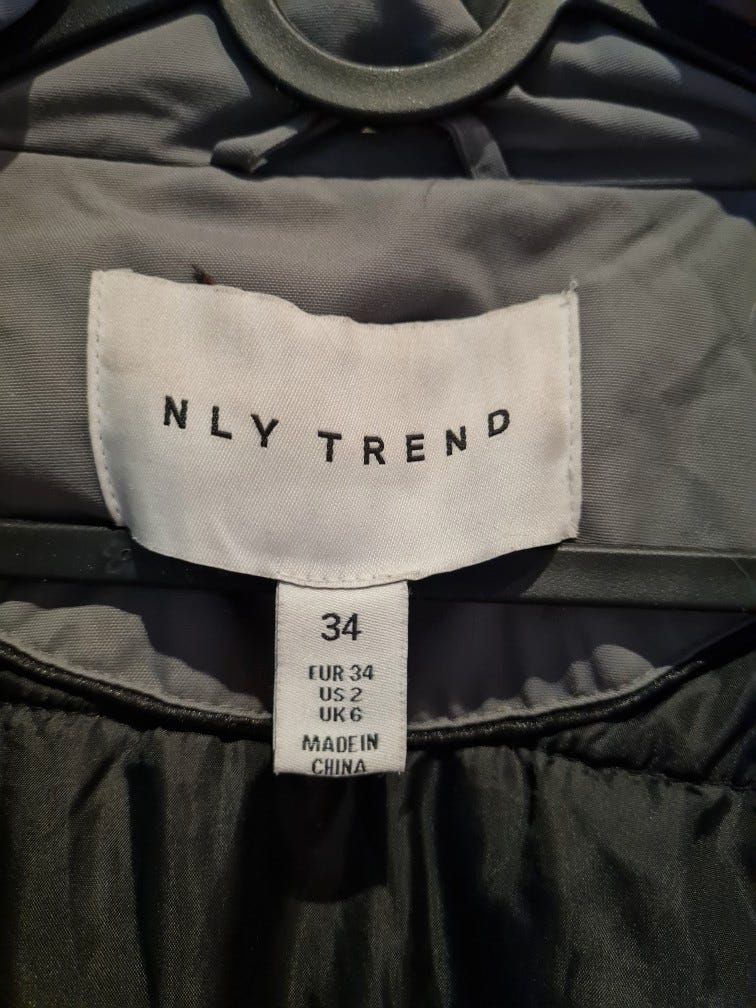 NLY TREND
34
EUR 34
US 2
UK 6
MADE IN
CHINA